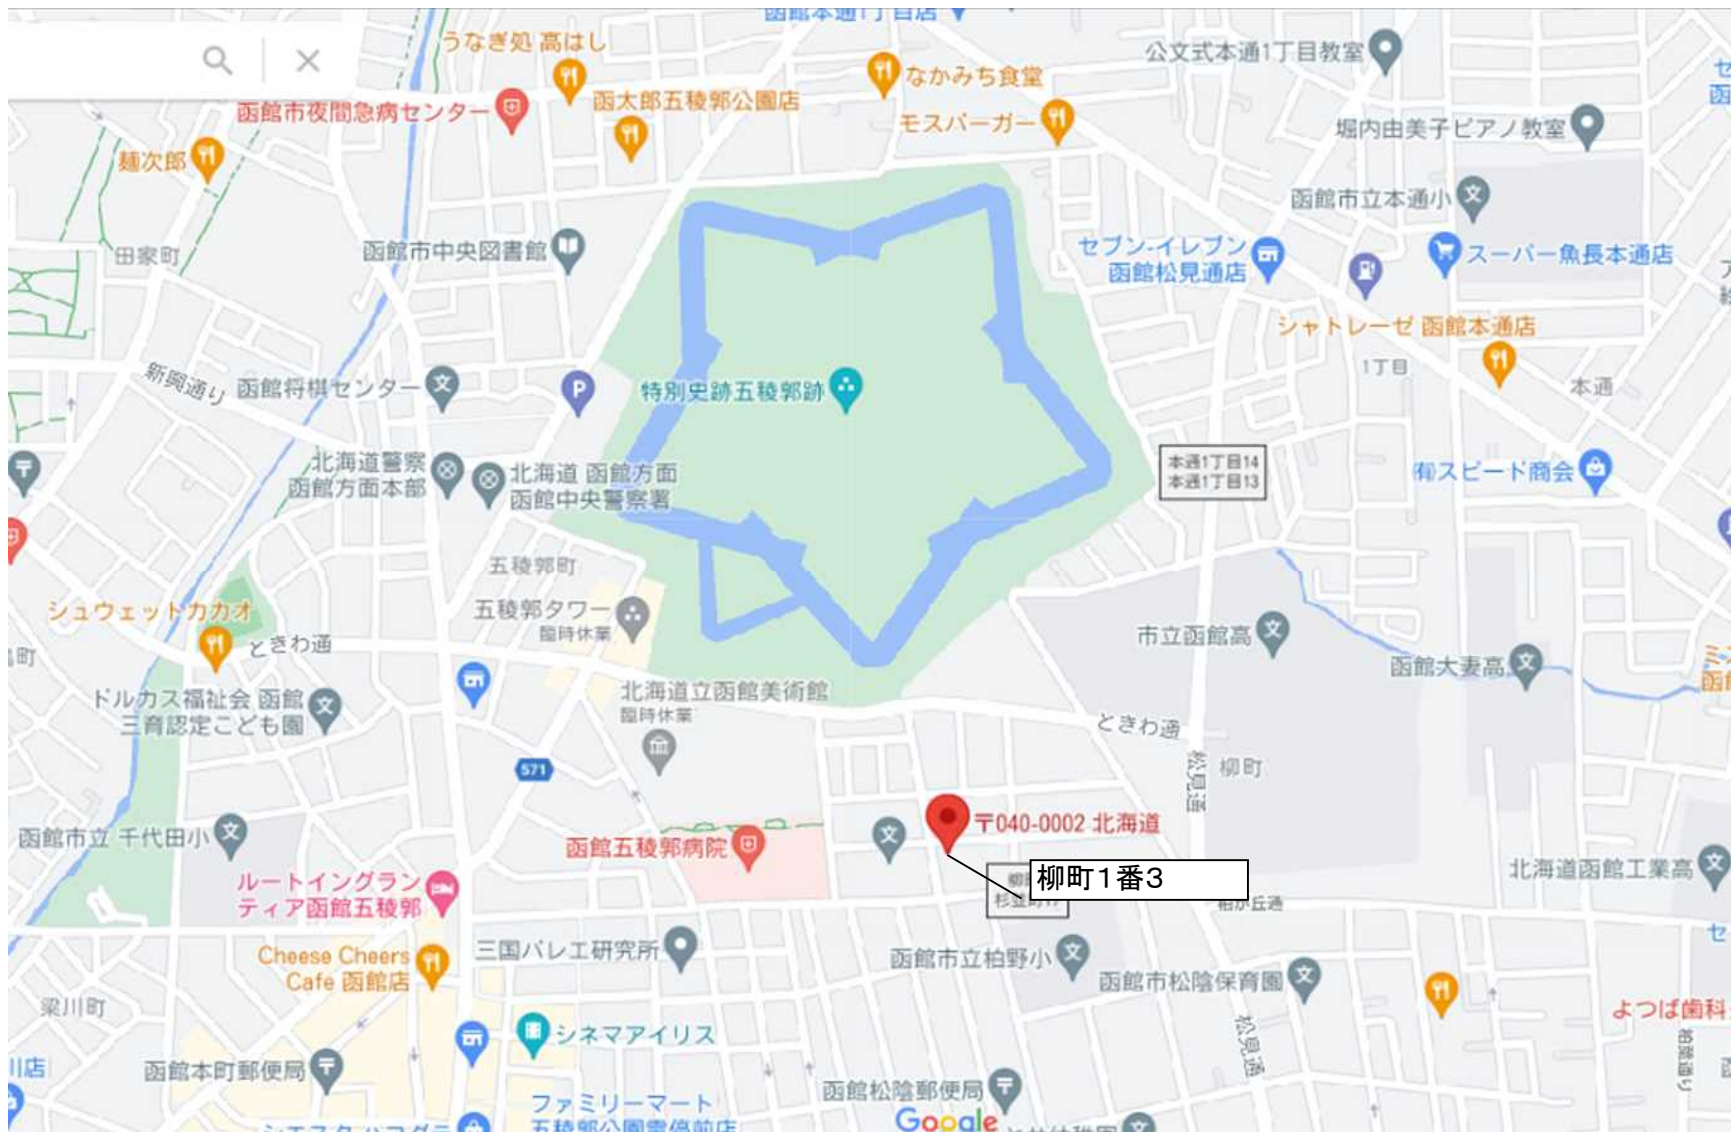 函館本通1丁目店
うなぎ処 高はし
公文式本通1丁目教室
なかみち食堂
函館市夜間急病センター
函太郎五稜郭公園店
モスバーガー
堀内由美子ピアノ教室
麺次郎
函館市立本通小
田家町
函館市中央図書館
セブン-イレブン
函館松見通店
スーパー魚長本通店
シャトレーゼ 函館本通店
1丁目
本通
新興通り
函館将棋センター
P
特別史跡五稜郭跡
北海道警察
函館方面本部
北海道 函館方面
函館中央警察署
本通1丁目14
本通1丁目13
㈲スピード商会
五稜郭町
五稜郭タワー
臨時休業
シュウェットカカオ
ときわ通
市立函館高
函館大妻高
ドルカス福祉会 函館
三育認定こども園
北海道立函館美術館
臨時休業
ときわ通
松見通
柳町
571
函館市立 千代田小
函館五稜郭病院
〒040-0002 北海道
柳町1番3
北海道函館工業高
ルートイングラン
ティア函館五稜郭
Cheese Cheers
Cafe 函館店
三国バレエ研究所
函館市立柏野小
函館市松陰保育園
梁川町
シネマアイリス
松見通
よつば歯科
函館本町郵便局
函館松陰郵便局
ファミリーマート
五稜郭公園電停前店
Google